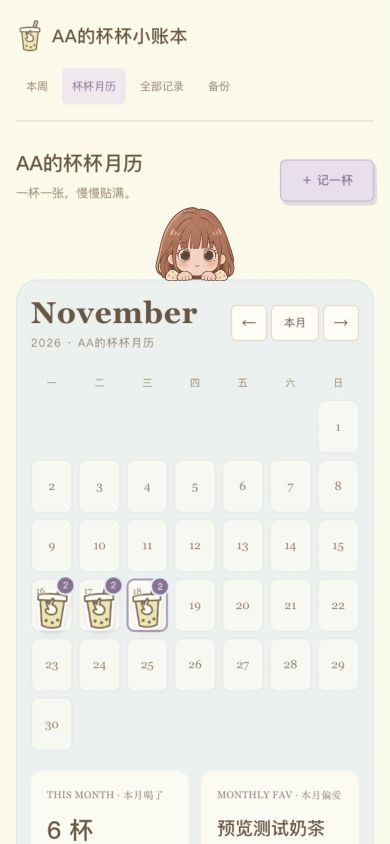 AA的杯杯小账本
本周 杯杯月历 全部记录 备份
AA的杯杯月历
一杯一张，慢慢贴满。
+ 记一杯
November
2026 · AA的杯杯月历
← 本月 →
一 二 三 四 五 六 日
1
2 3 4 5 6 7 8
9 10 11 12 13 14 15
16 2 17 2 18 2 19 20 21 22
23 24 25 26 27 28 29
30
THIS MONTH · 本月喝了
6 杯
MONTHLY FAV · 本月偏爱
预览测试奶茶